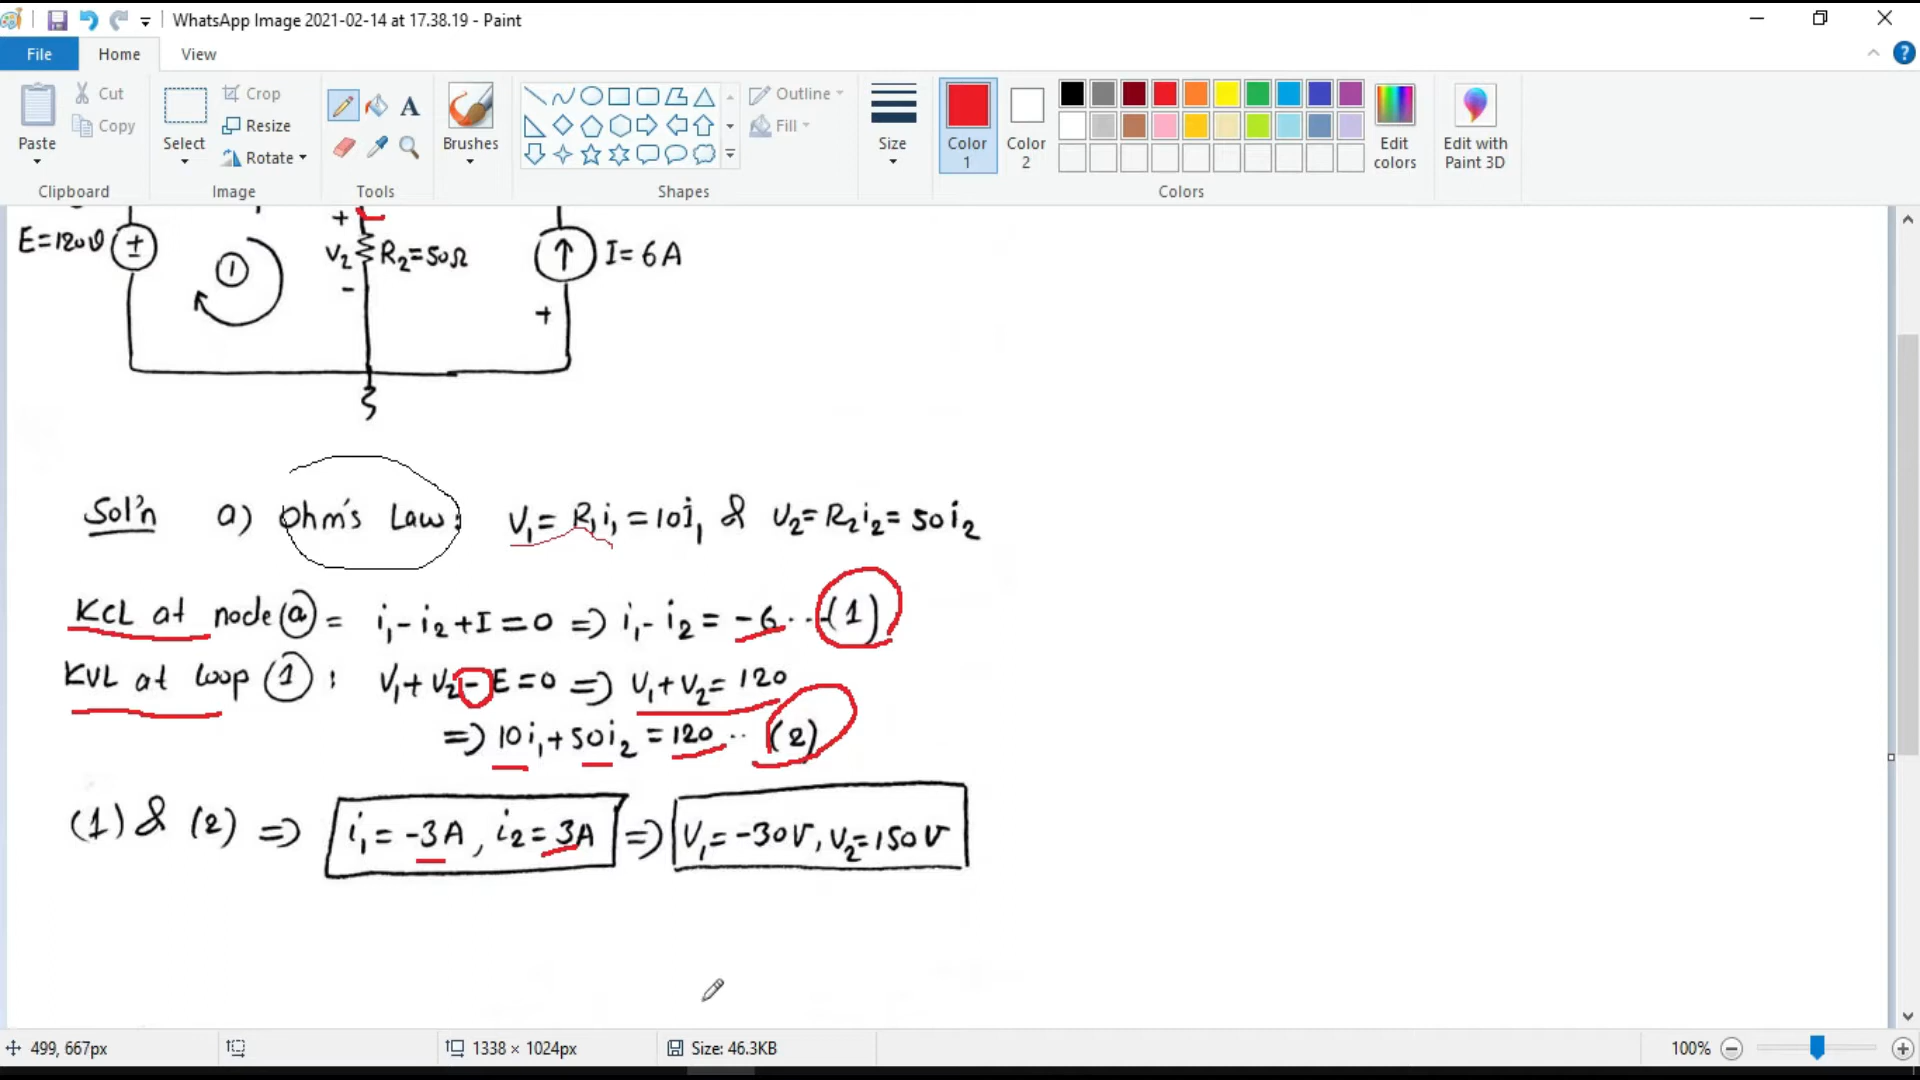 WhatsApp Image 2021-02-14 at 17.38.19 - Paint
File Home View
Paste Cut Copy Clipboard
Select Crop Resize Rotate Image
A Tools
Brushes
Shapes Outline Fill
Size
Color 1 Color 2 Edit colors Colors
Edit with Paint 3D
E=120V ± 1 + V2 - R2=50Ω I=6A +
Sol'n a) Ohm's Law: V1=R1i1=10i1 & V2=R2i2=50i2
KCL at node (a) = i1-i2+I=0 => i1-i2=-6 ... (1)
KVL at loop (1): V1+V2-E=0 => V1+V2=120
=> 10i1+50i2=120 .. (2)
(1) & (2) => i1=-3A, i2=3A => V1=-30V, V2=150V
499, 667px 1338 × 1024px Size: 46.3KB 100%